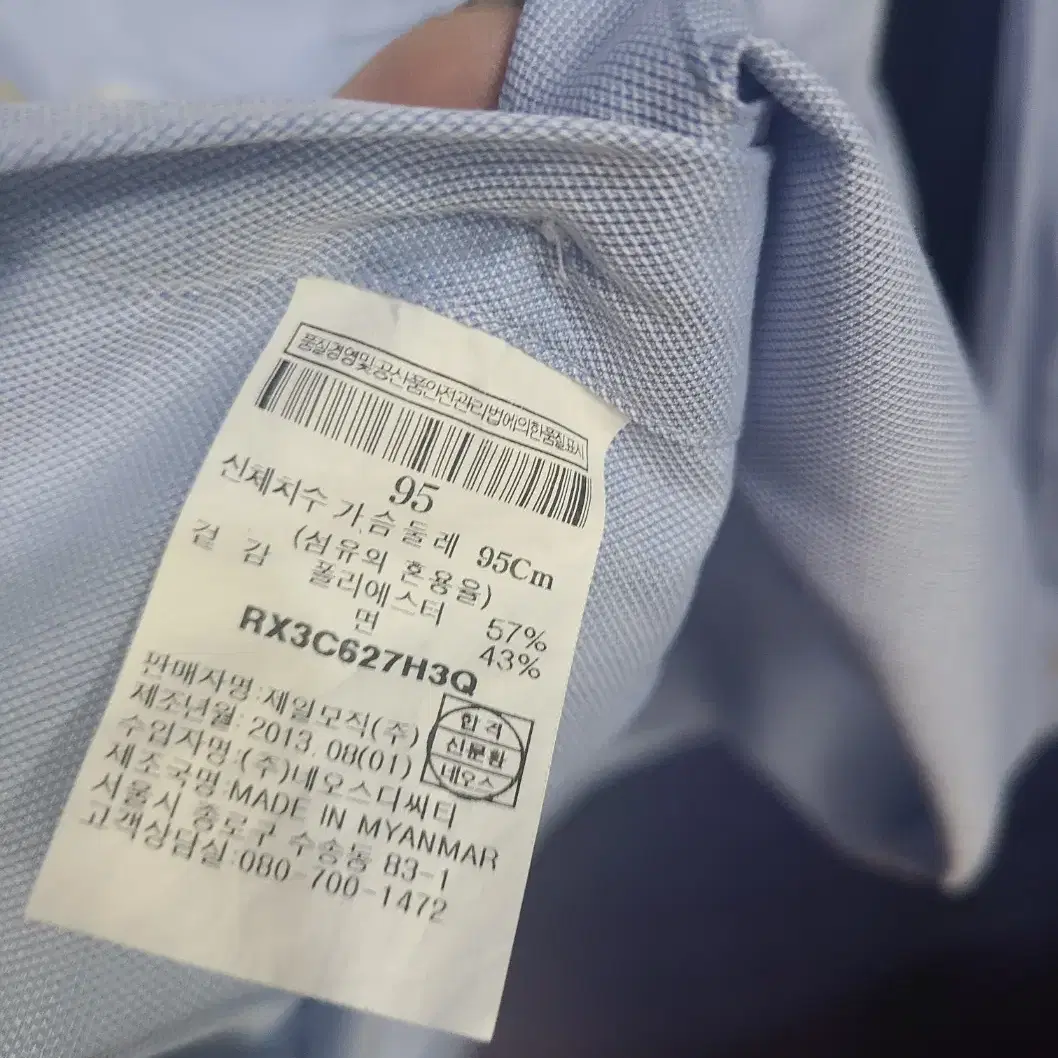 품질경영및공산품안전관리법에의한품질표시
95
신체치수 가슴둘레 95Cm
(섬유의 혼용율)
겉 감 폴리에스터 57%
면 43%
RX3C627H3Q
판매자명:제일모직(주)
제조년월: 2013. 08(01)
수입자명:(주)네오스디씨티
제조국명:MADE IN MYANMAR
서울시 종로구 수송동 83-1
고객상담실:080-700-1472
합격
신문환
네오스